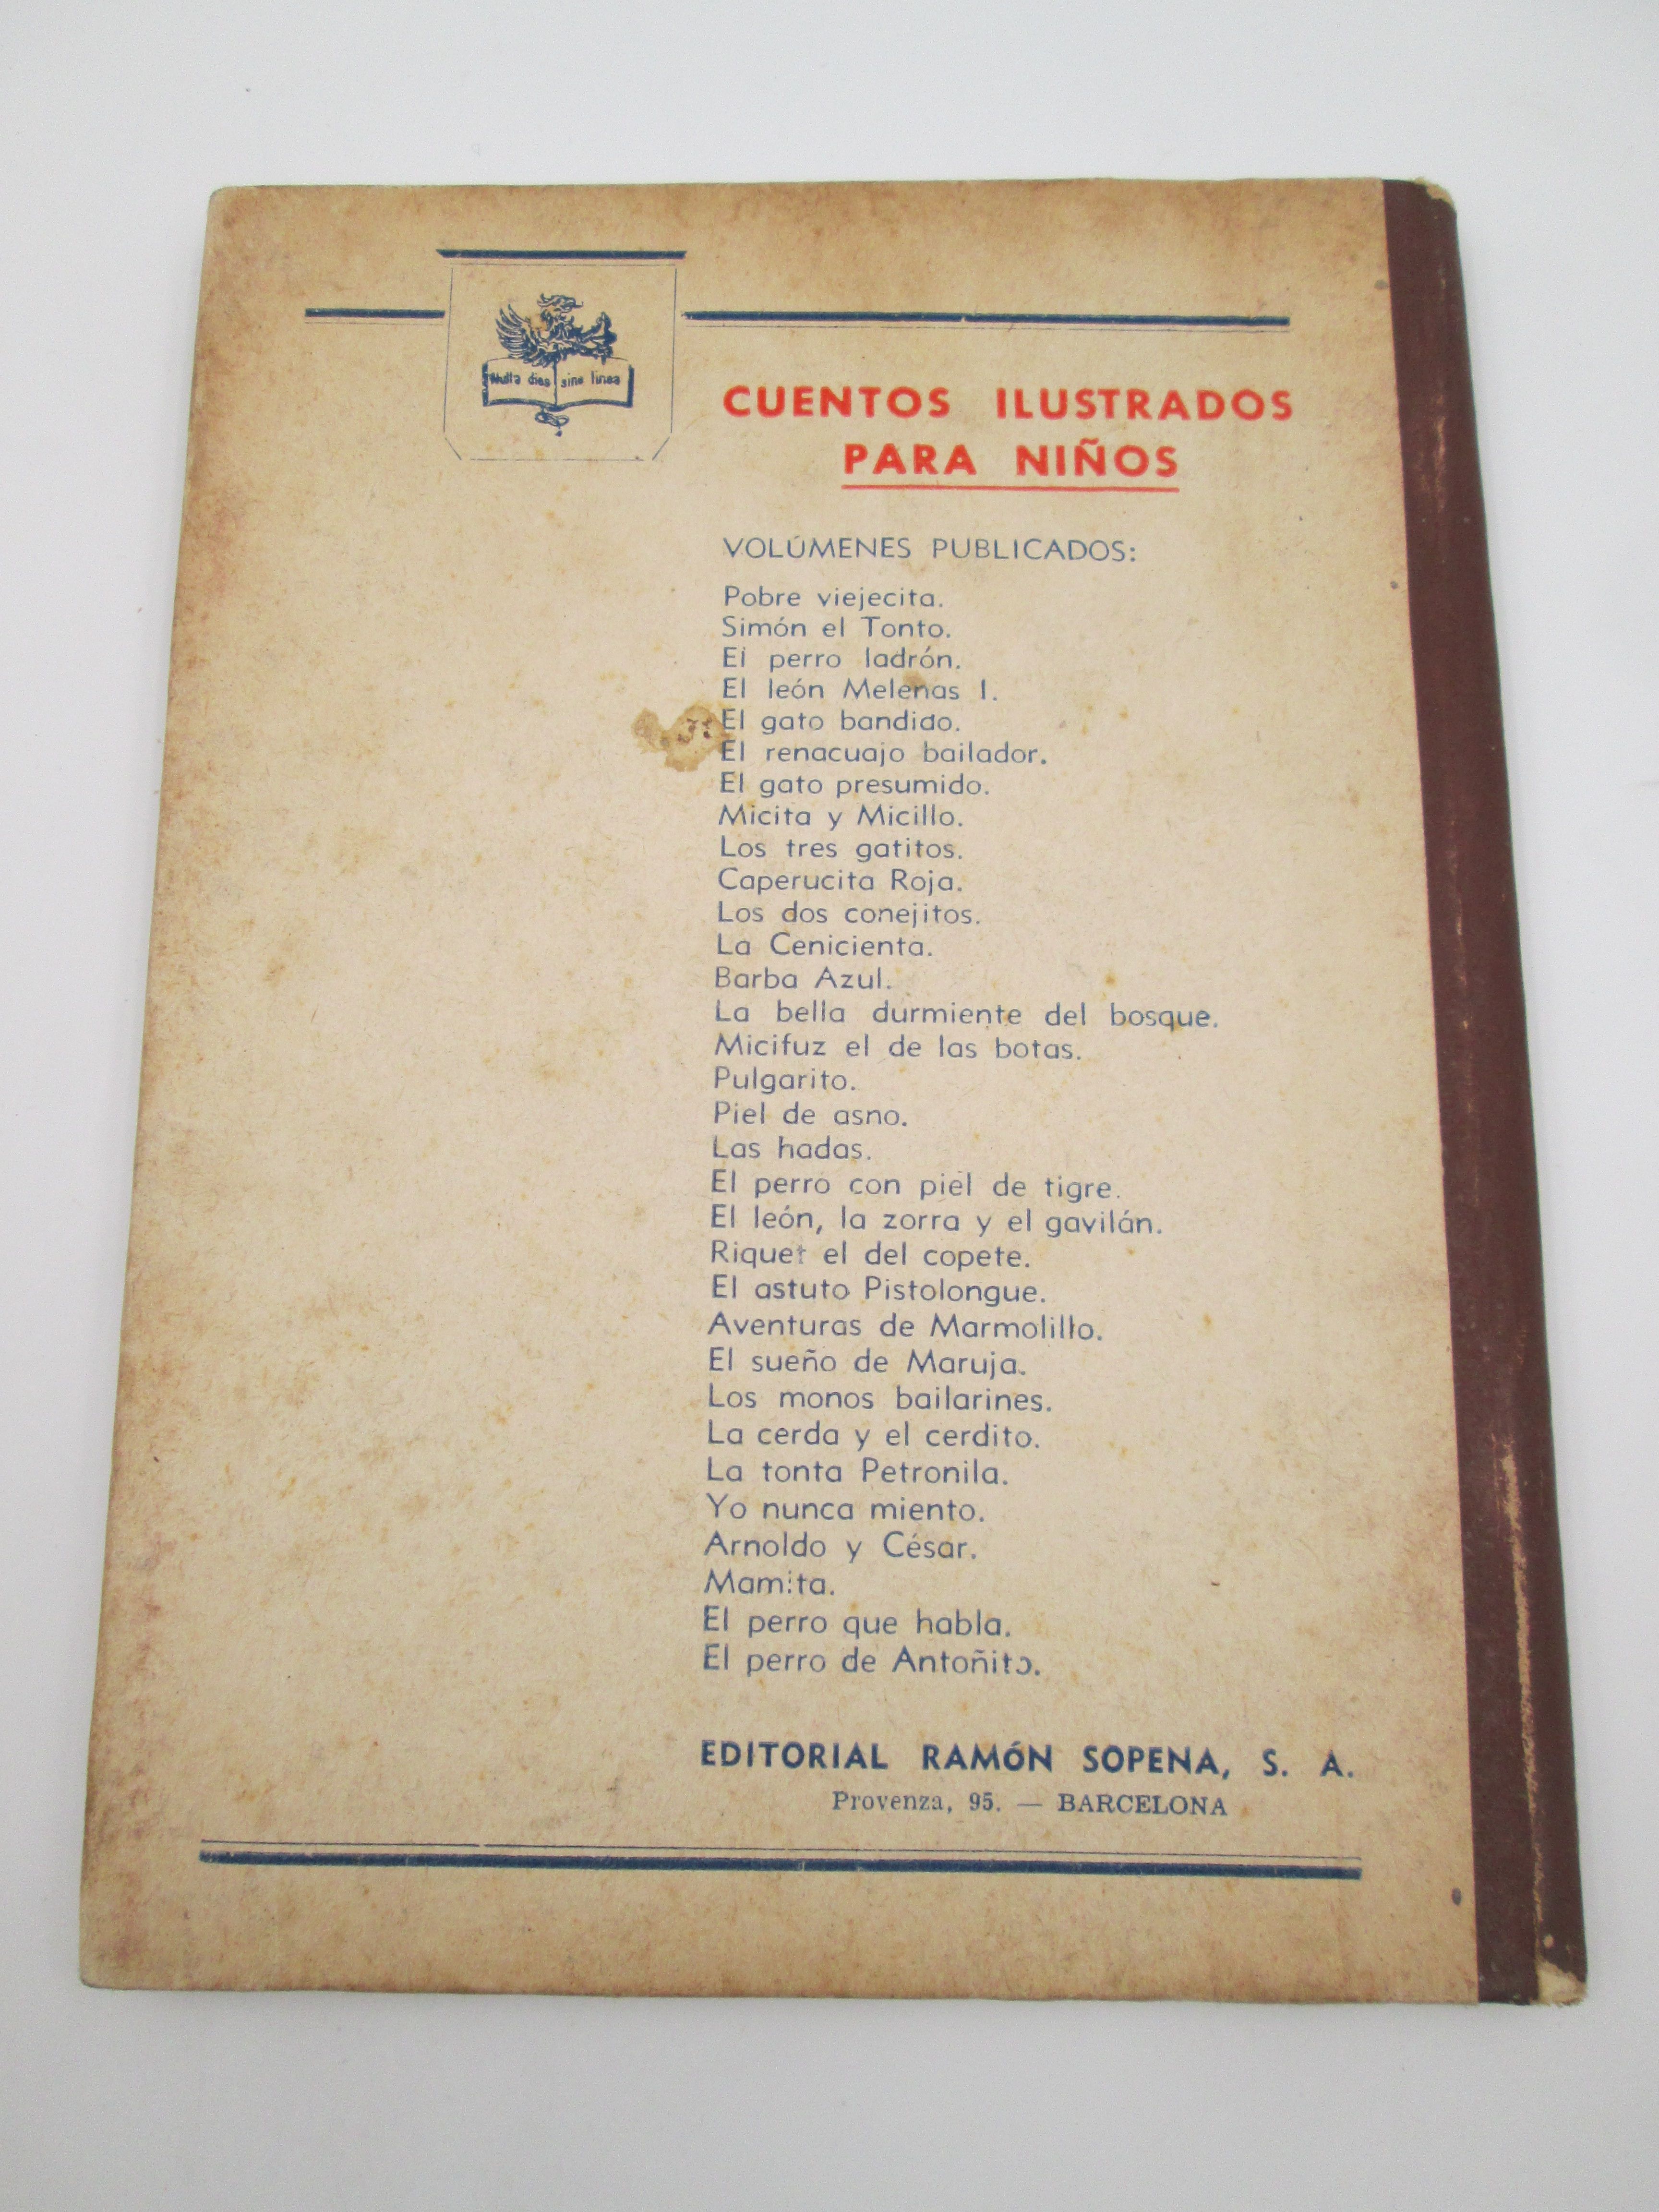 Nulla dies sine linea
CUENTOS ILUSTRADOS
PARA NIÑOS
VOLÚMENES PUBLICADOS:
Pobre viejecita.
Simón el Tonto.
El perro ladrón.
El león Melenas I.
El gato bandido.
El renacuajo bailador.
El gato presumido.
Micita y Micillo.
Los tres gatitos.
Caperucita Roja.
Los dos conejitos.
La Cenicienta.
Barba Azul.
La bella durmiente del bosque.
Micifuz el de las botas.
Pulgarito.
Piel de asno.
Las hadas.
El perro con piel de tigre.
El león, la zorra y el gavilán.
Riquet el del copete.
El astuto Pistolongue.
Aventuras de Marmolillo.
El sueño de Maruja.
Los monos bailarines.
La cerda y el cerdito.
La tonta Petronila.
Yo nunca miento.
Arnoldo y César.
Mamita.
El perro que habla.
El perro de Antoñito.
EDITORIAL RAMÓN SOPENA, S. A.
Provenza, 95. — BARCELONA